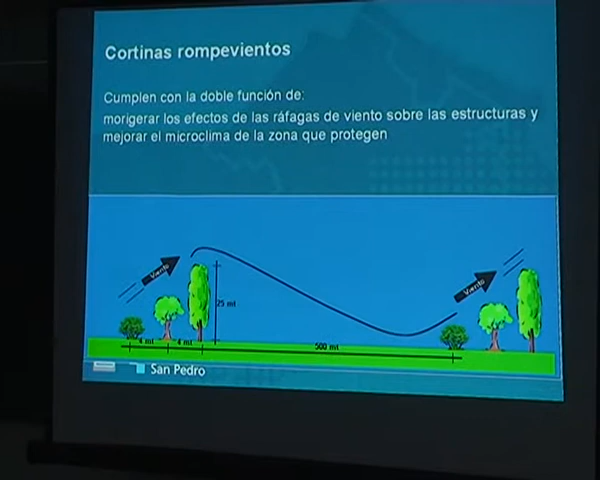 Cortinas rompevientos
Cumplen con la doble función de:
morigerar los efectos de las ráfagas de viento sobre las estructuras y
mejorar el microclima de la zona que protegen
Viento
Viento
25 mt
4 mt
4 mt
500 mt
San Pedro